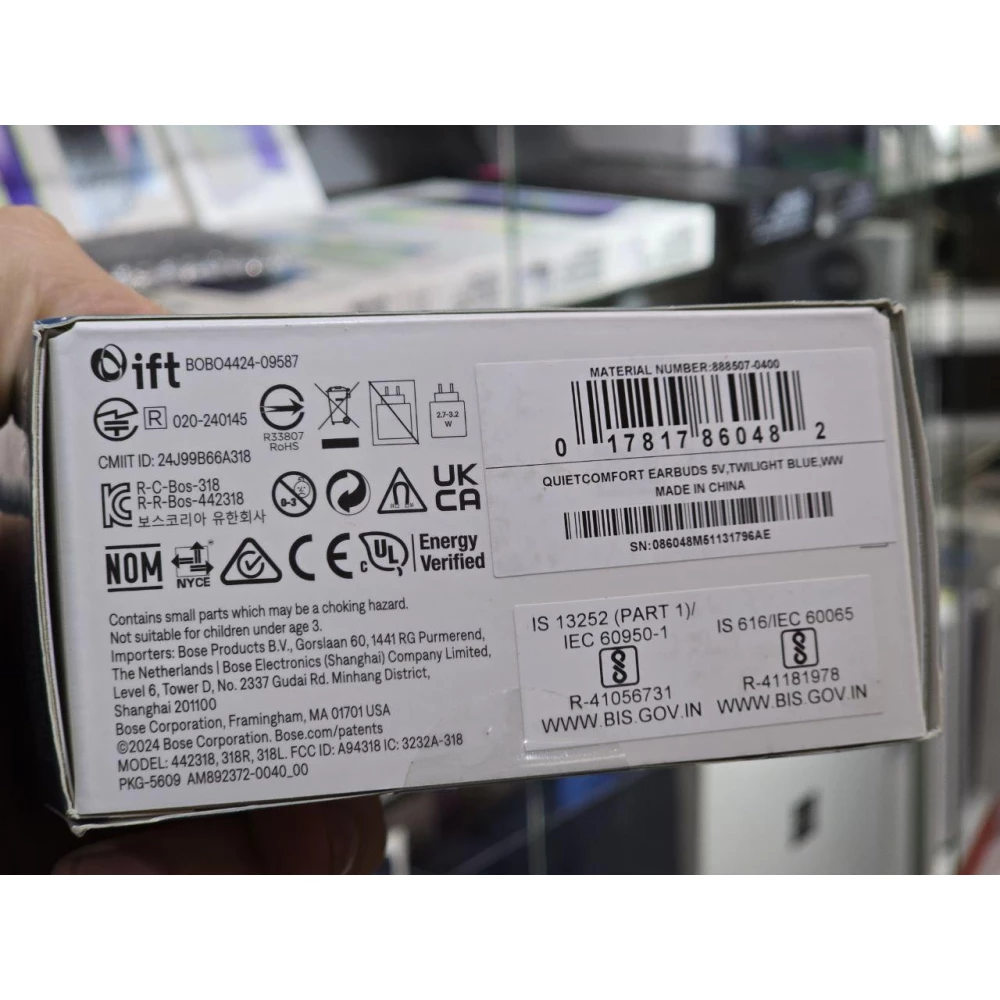 ift BOBO4424-09587
R 020-240145
R33807
RoHS
2.7-3.2
W
CMIIT ID: 24J99B66A318
R-C-Bos-318
R-R-Bos-442318
보스코리아 유한회사
0-3
UK
CA
NOM
NYCE
CE
c UL
Energy
Verified
Contains small parts which may be a choking hazard.
Not suitable for children under age 3.
Importers: Bose Products B.V., Gorslaan 60, 1441 RG Purmerend,
The Netherlands | Bose Electronics (Shanghai) Company Limited,
Level 6, Tower D, No. 2337 Gudai Rd. Minhang District,
Shanghai 201100
Bose Corporation, Framingham, MA 01701 USA
©2024 Bose Corporation. Bose.com/patents
MODEL: 442318, 318R, 318L. FCC ID: A94318 IC: 3232A-318
PKG-5609 AM892372-0040_00
MATERIAL NUMBER:888507-0400
0 17817 86048 2
QUIETCOMFORT EARBUDS 5V,TWILIGHT BLUE,WW
MADE IN CHINA
SN:086048M51131796AE
IS 13252 (PART 1)/
IEC 60950-1
R-41056731
WWW.BIS.GOV.IN
IS 616/IEC 60065
R-41181978
WWW.BIS.GOV.IN